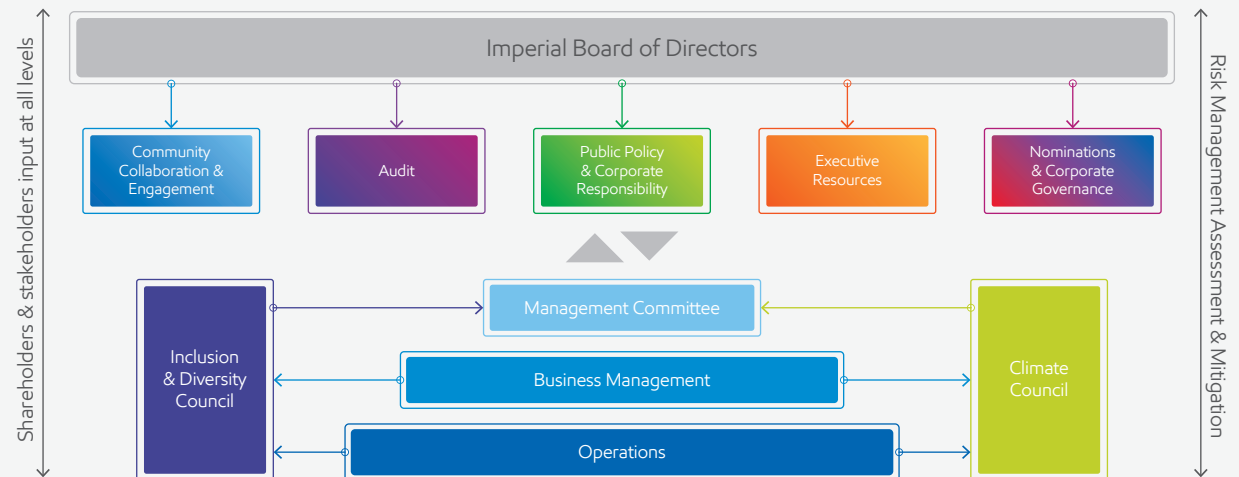 Shareholders & stakeholders input at all levels
Imperial Board of Directors
Risk Management Assessment & Mitigation
Community
Collaboration &
Engagement
Audit
Public Policy
& Corporate
Responsibility
Executive
Resources
Nominations
& Corporate
Governance
Management Committee
Inclusion
& Diversity
Council
Business Management
Climate
Council
Operations